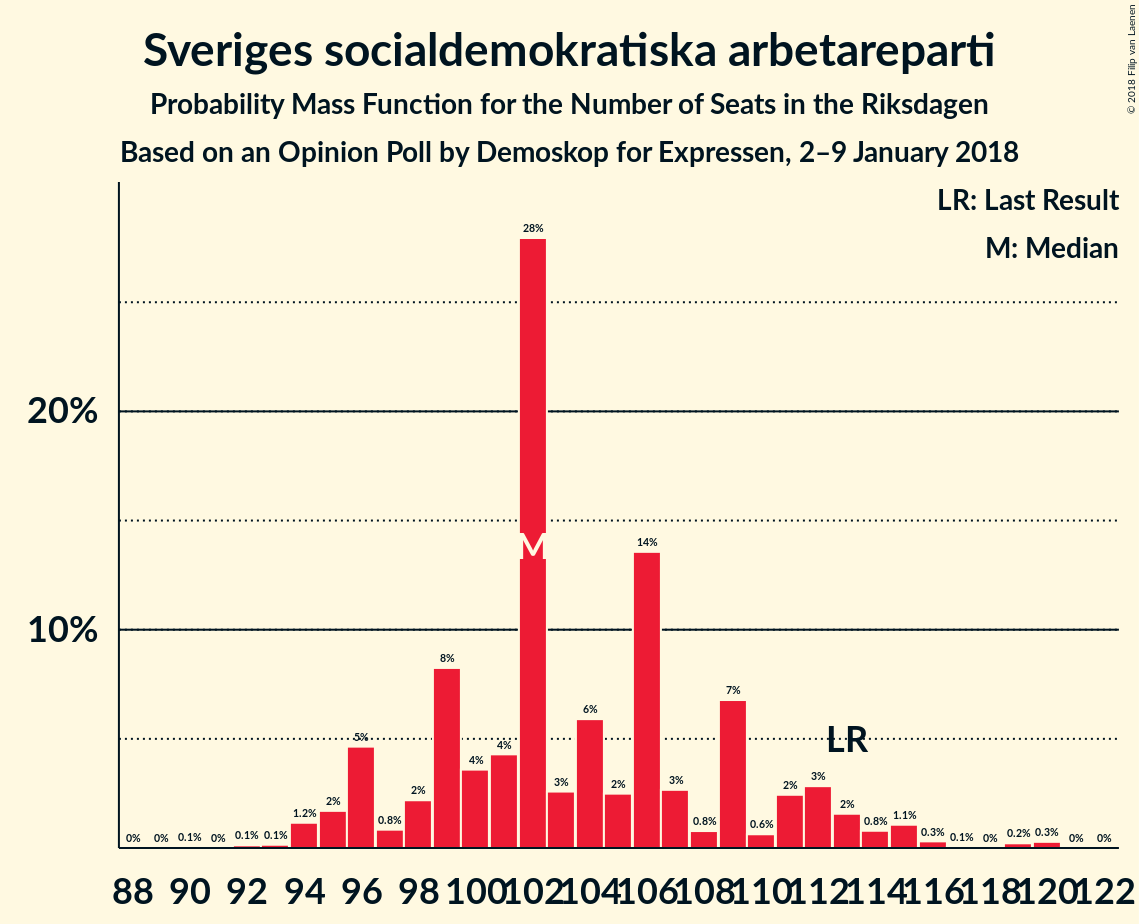 Sveriges socialdemokratiska arbetareparti
Probability Mass Function for the Number of Seats in the Riksdagen
Based on an Opinion Poll by Demoskop for Expressen, 2–9 January 2018
© 2018 Filip van Laenen
LR: Last Result
M: Median
20%
10%
0% 0% 0.1% 0% 0.1% 0.1% 1.2% 2% 5% 0.8% 2% 8% 4% 4% 28% 3% 6% 2% 14% 3% 0.8% 7% 0.6% 2% 3% 2% 0.8% 1.1% 0.3% 0.1% 0% 0.2% 0.3% 0% 0%
M
LR
88 90 92 94 96 98 100 102 104 106 108 110 112 114 116 118 120 122